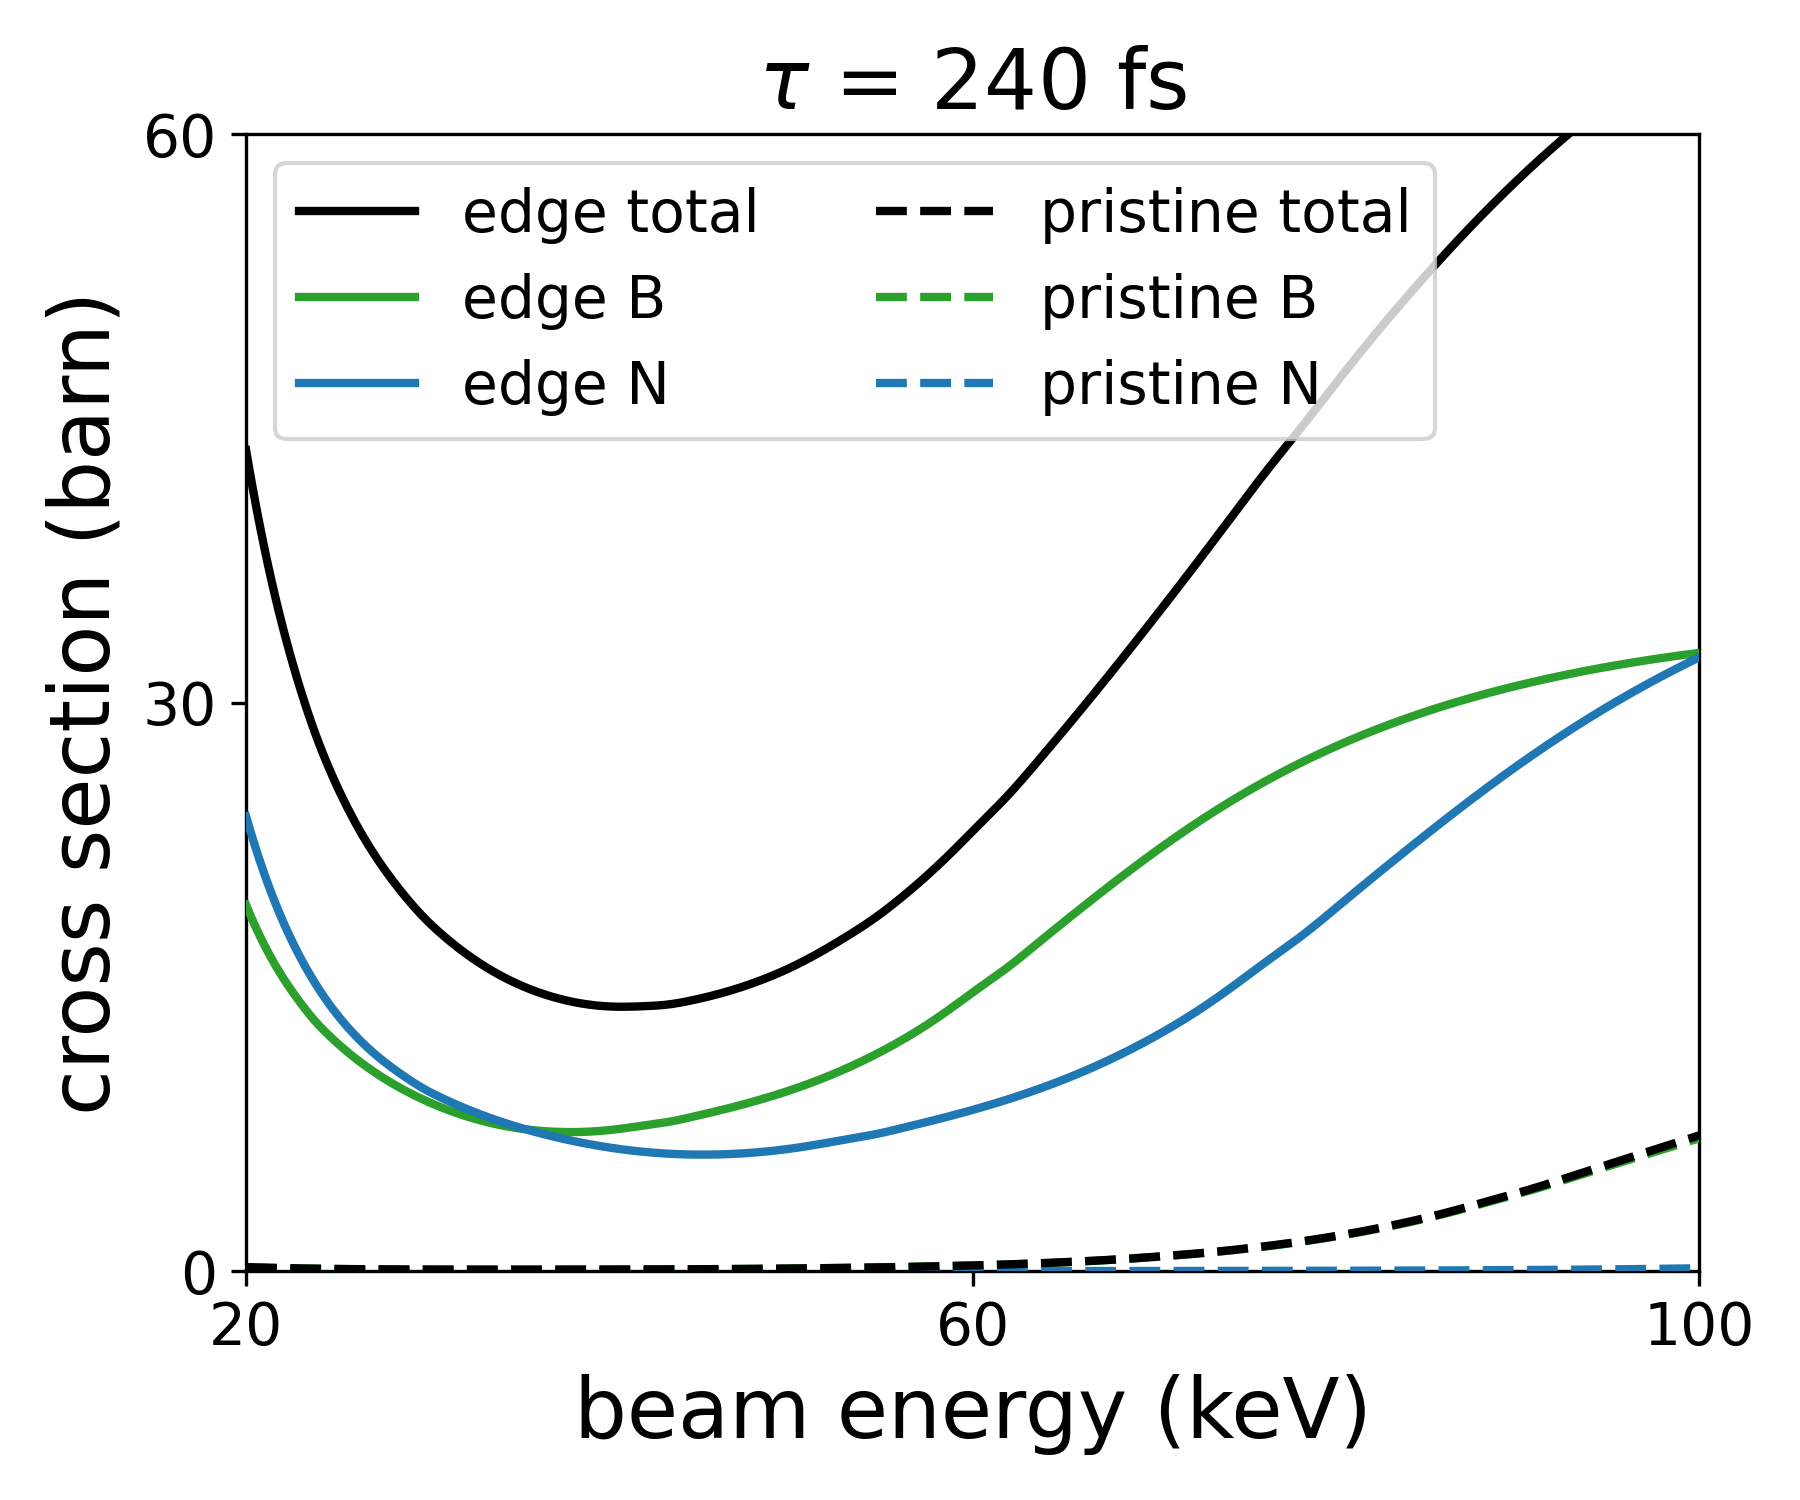 τ = 240 fs
60
30
0
cross section (barn)
edge total
edge B
edge N
pristine total
pristine B
pristine N
20
60
100
beam energy (keV)